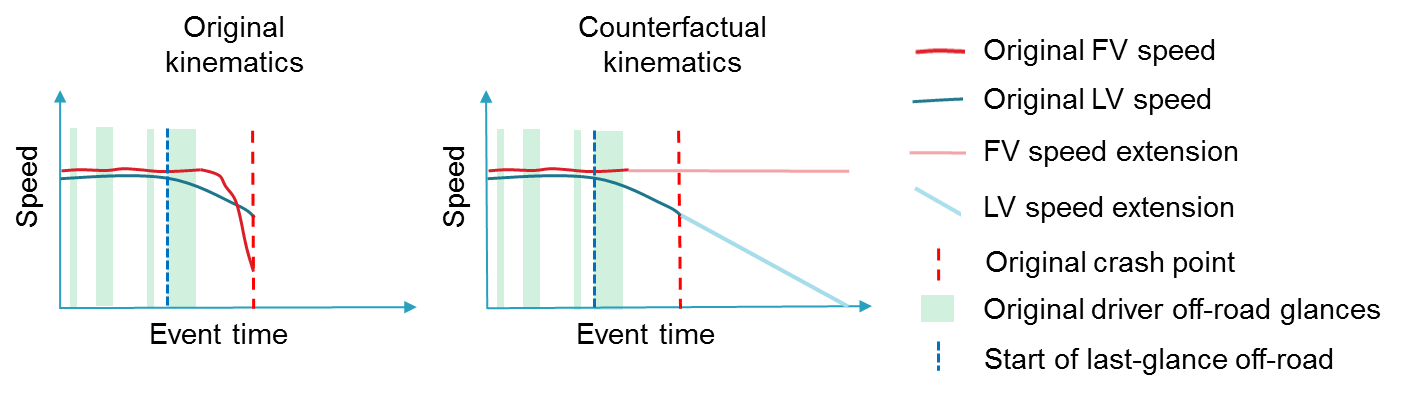 Original
kinematics
Speed
Event time
Counterfactual
kinematics
Speed
Event time
Original FV speed
Original LV speed
FV speed extension
LV speed extension
Original crash point
Original driver off-road glances
Start of last-glance off-road